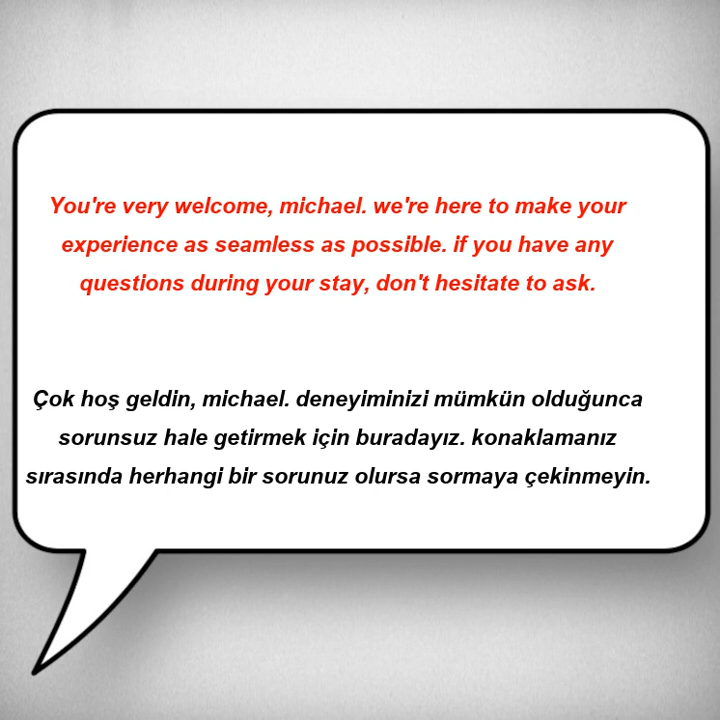 You're very welcome, michael. we're here to make your
experience as seamless as possible. if you have any
questions during your stay, don't hesitate to ask.
Çok hoş geldin, michael. deneyiminizi mümkün olduğunca
sorunsuz hale getirmek için buradayız. konaklamanız
sırasında herhangi bir sorunuz olursa sormaya çekinmeyin.